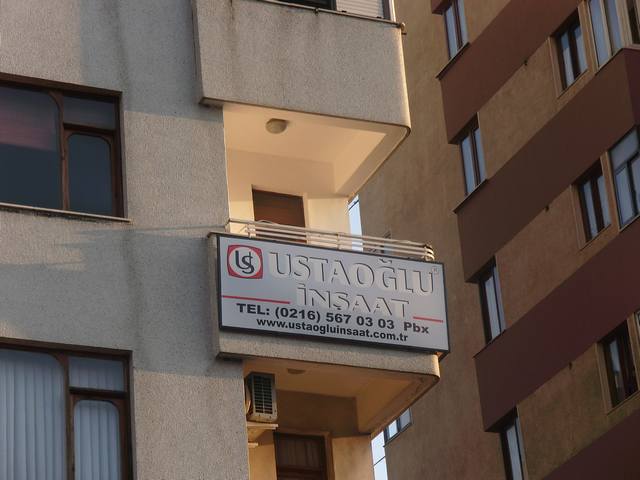 US USTAOĞLU®
İNŞAAT
TEL: (0216) 567 03 03 Pbx
www.ustaogluinsaat.com.tr